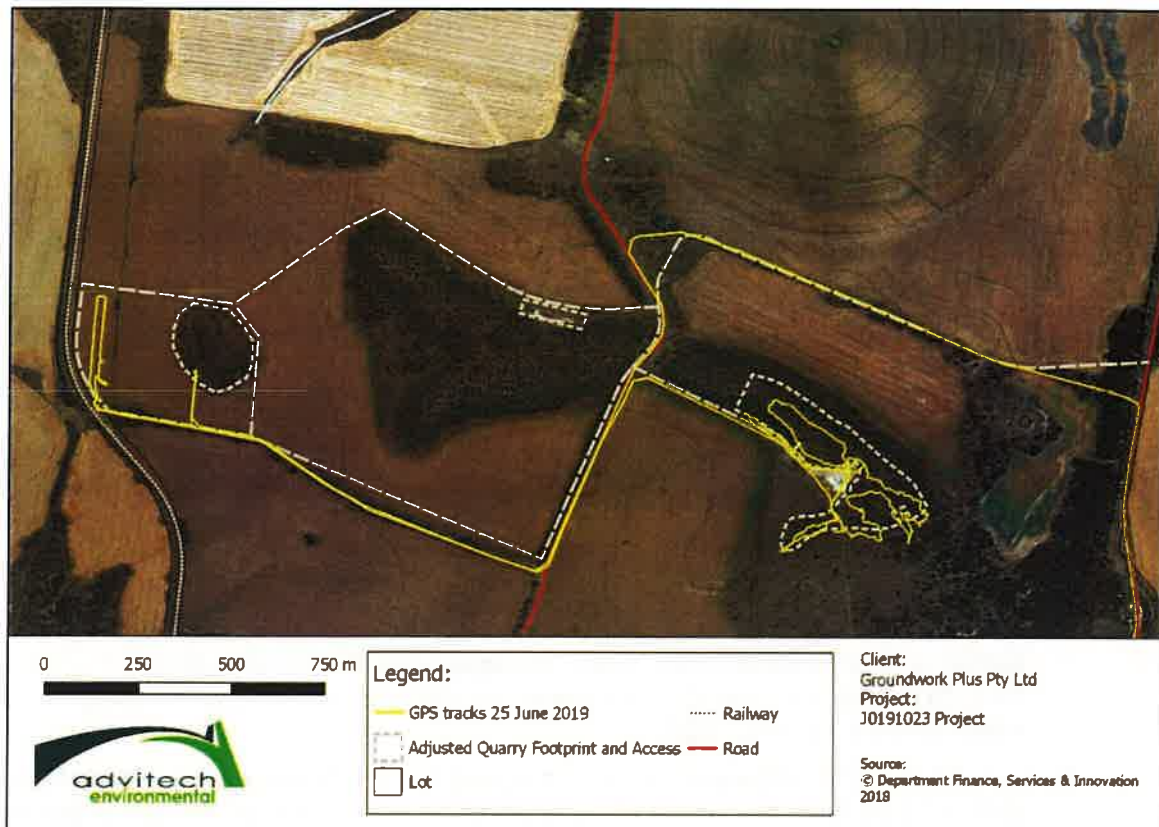 0 250 500 750 m
advitech
environmental
Legend:
GPS tracks 25 June 2019
Adjusted Quarry Footprint and Access
Lot
Railway
Road
Client:
Groundwork Plus Pty Ltd
Project:
J0191023 Project
Source:
© Department Finance, Services & Innovation
2018